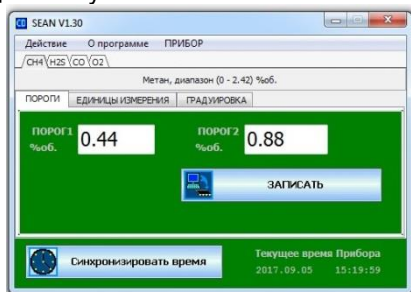 SEAN V1.30
Действие О программе ПРИБОР
CH4 H2S CO O2
Метан, диапазон (0 - 2.42) %об.
ПОРОГИ ЕДИНИЦЫ ИЗМЕРЕНИЯ ГРАДУИРОВКА
ПОРОГ1 %об. 0.44 ПОРОГ2 %об. 0.88
ЗАПИСАТЬ
Синхронизировать время
Текущее время Прибора
2017.09.05 15:19:59